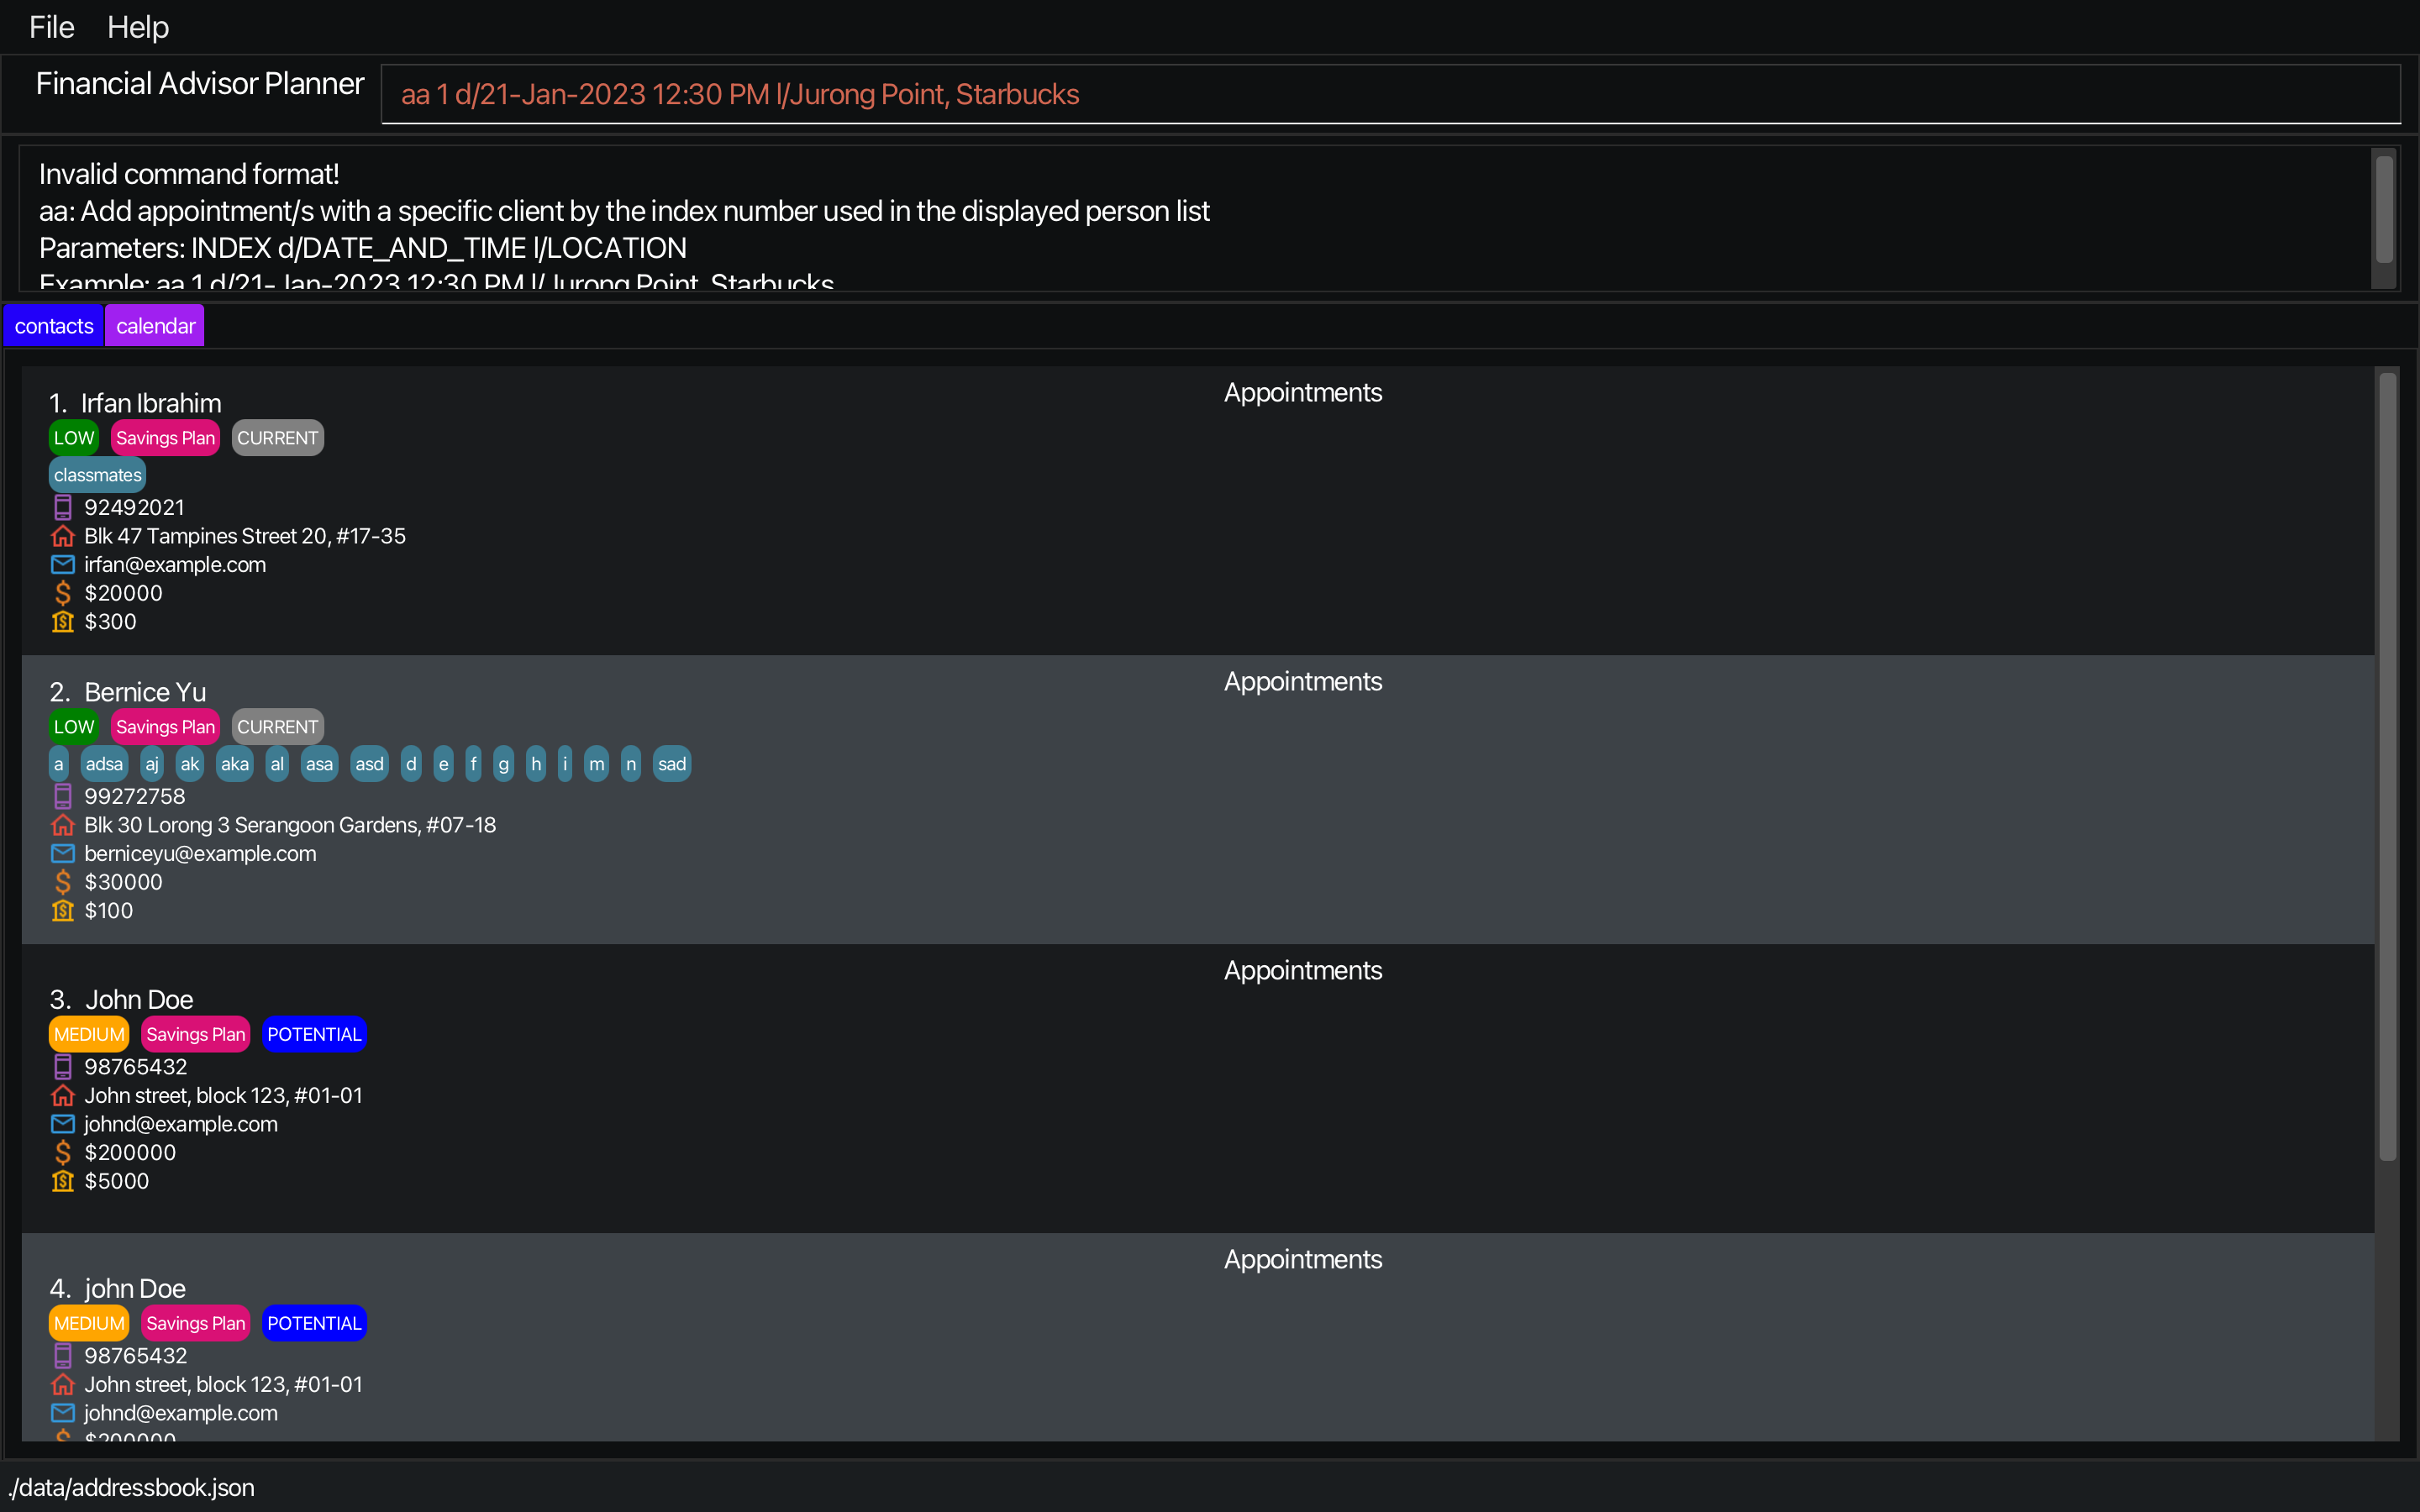 File Help
Financial Advisor Planner
aa 1 d/21-Jan-2023 12:30 PM l/Jurong Point, Starbucks
Invalid command format!
aa: Add appointment/s with a specific client by the index number used in the displayed person list
Parameters: INDEX d/DATE_AND_TIME l/LOCATION
Example: aa 1 d/21-Jan-2023 12:30 PM l/Jurong Point, Starbucks
contacts calendar
1. Irfan Ibrahim
Appointments
LOW Savings Plan CURRENT
classmates
92492021
Blk 47 Tampines Street 20, #17-35
irfan@example.com
$20000
$300
2. Bernice Yu
Appointments
LOW Savings Plan CURRENT
a adsa aj ak aka al asa asd d e f g h i m n sad
99272758
Blk 30 Lorong 3 Serangoon Gardens, #07-18
berniceyu@example.com
$30000
$100
3. John Doe
Appointments
MEDIUM Savings Plan POTENTIAL
98765432
John street, block 123, #01-01
johnd@example.com
$200000
$5000
4. john Doe
Appointments
MEDIUM Savings Plan POTENTIAL
98765432
John street, block 123, #01-01
johnd@example.com
$200000
./data/addressbook.json